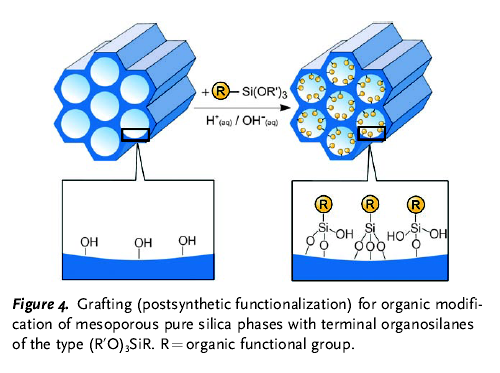 + R—Si(OR')₃
H⁺(aq) / OH⁻(aq)
OH OH OH
R R R
Si OH Si HO Si OH
O O O O O O
Figure 4. Grafting (postsynthetic functionalization) for organic modifi-
cation of mesoporous pure silica phases with terminal organosilanes
of the type (R′O)₃SiR. R=organic functional group.